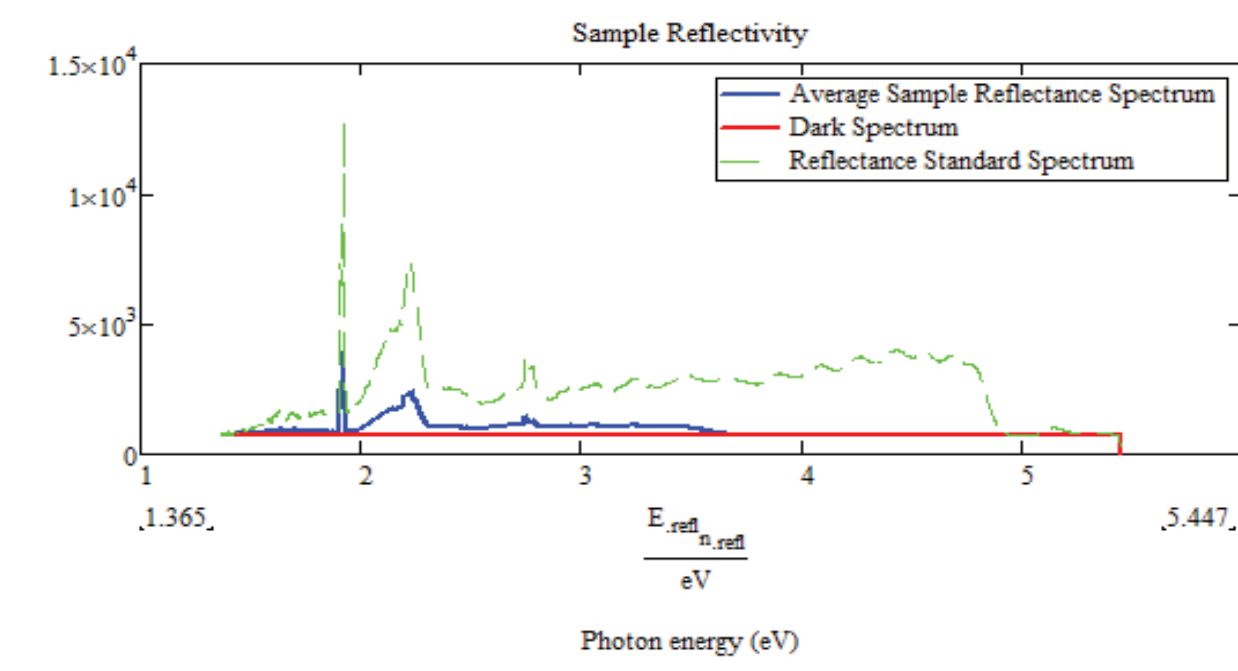 Sample Reflectivity
1.5×10⁴
1×10⁴
5×10³
0
Average Sample Reflectance Spectrum
Dark Spectrum
Reflectance Standard Spectrum
1 2 3 4 5
1.365 5.447
E.refl n.refl
eV
Photon energy (eV)